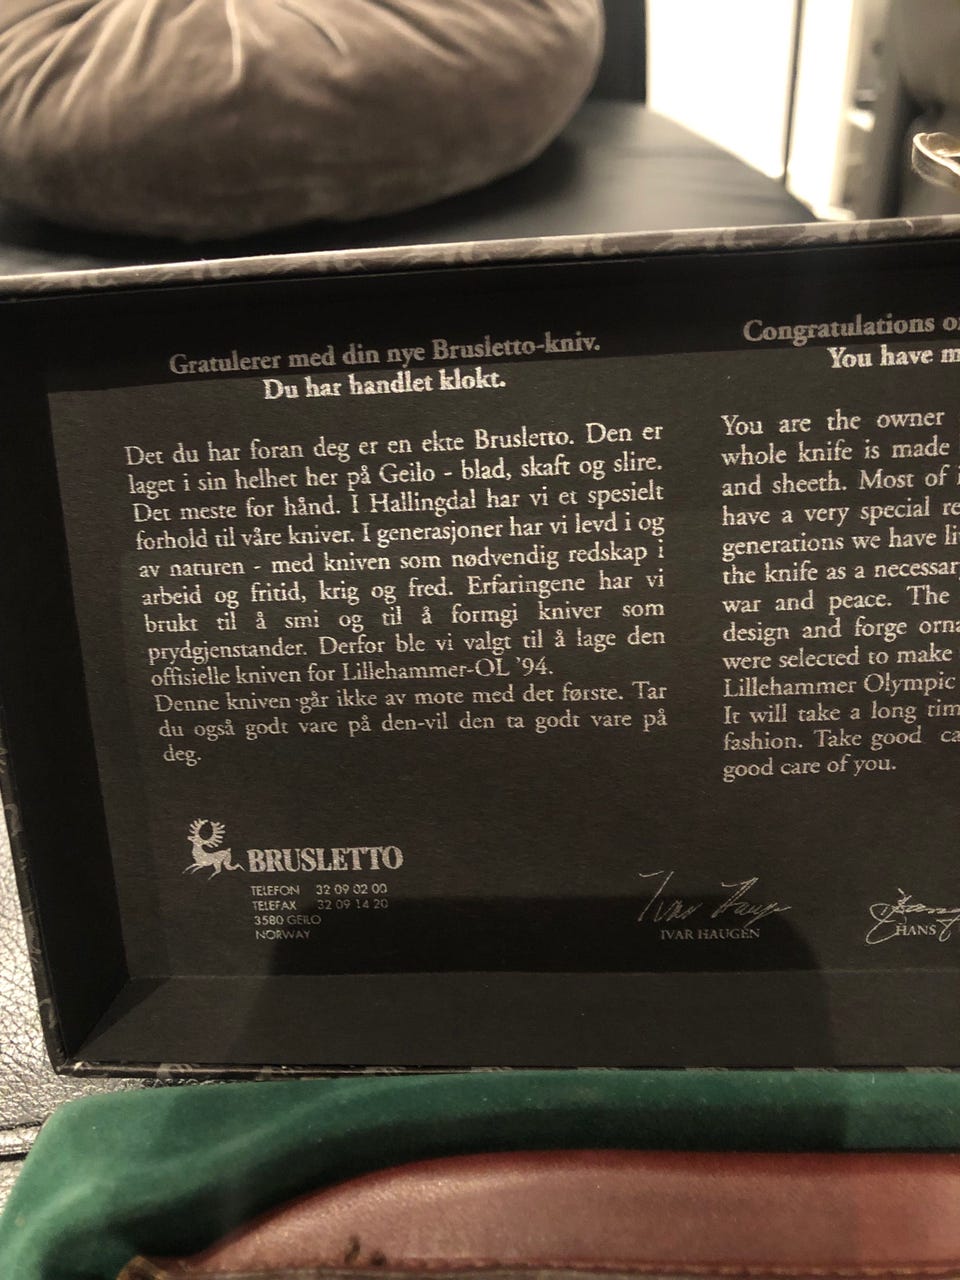 Gratulerer med din nye Brusletto-kniv.
Du har handlet klokt.
Det du har foran deg er en ekte Brusletto. Den er
laget i sin helhet her på Geilo - blad, skaft og slire.
Det meste for hånd. I Hallingdal har vi et spesielt
forhold til våre kniver. I generasjoner har vi levd i og
av naturen - med kniven som nødvendig redskap i
arbeid og fritid, krig og fred. Erfaringene har vi
brukt til å smi og til å formgi kniver som
prydgjenstander. Derfor ble vi valgt til å lage den
offisielle kniven for Lillehammer-OL '94.
Denne kniven går ikke av mote med det første. Tar
du også godt vare på den-vil den ta godt vare på
deg.
BRUSLETTO
TELEFON 32 09 02 00
TELEFAX 32 09 14 20
3580 GEILO
NORWAY
Congratulations
You have
You are the owner
whole knife is made
and sheeth. Most of
have a very special
generations we have
the knife as a necessary
war and peace. The
design and forge
were selected to make
Lillehammer Olympic
It will take a long
fashion. Take good
good care of you.
Ivar Haugen
IVAR HAUGEN
HANS